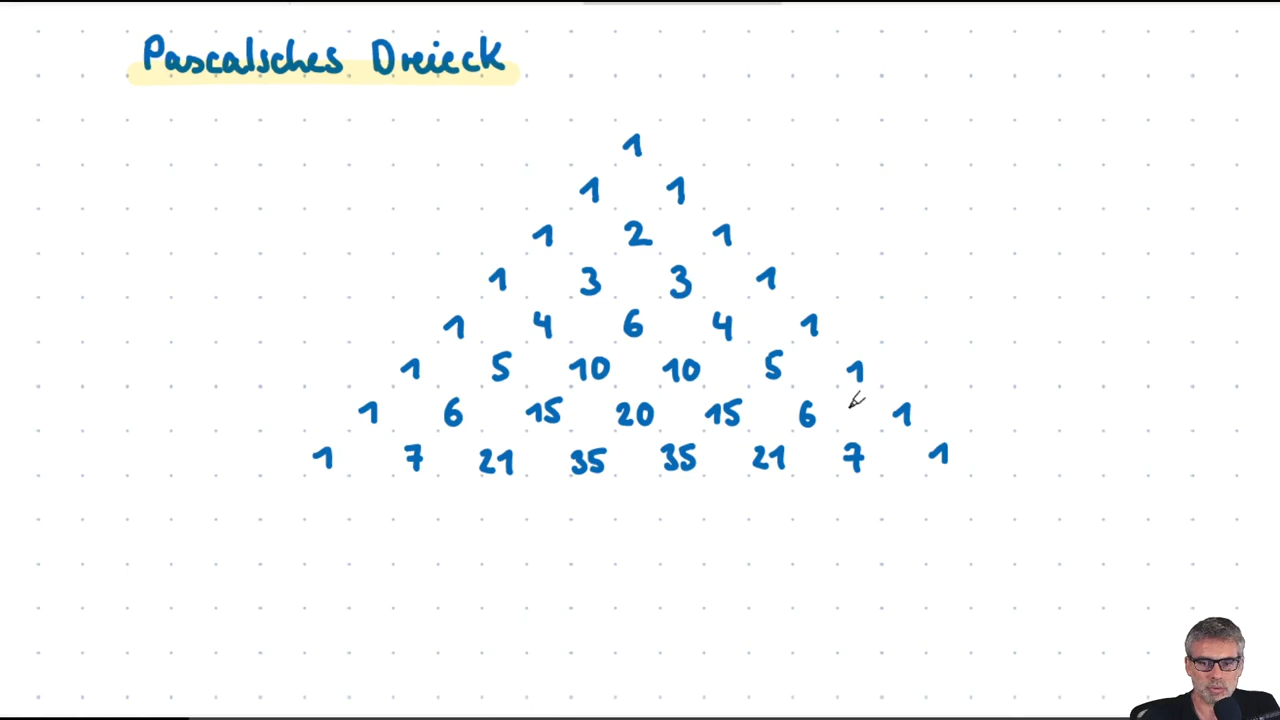 Pascalsches Dreieck
1
1 1
1 2 1
1 3 3 1
1 4 6 4 1
1 5 10 10 5 1
1 6 15 20 15 6 1
1 7 21 35 35 21 7 1